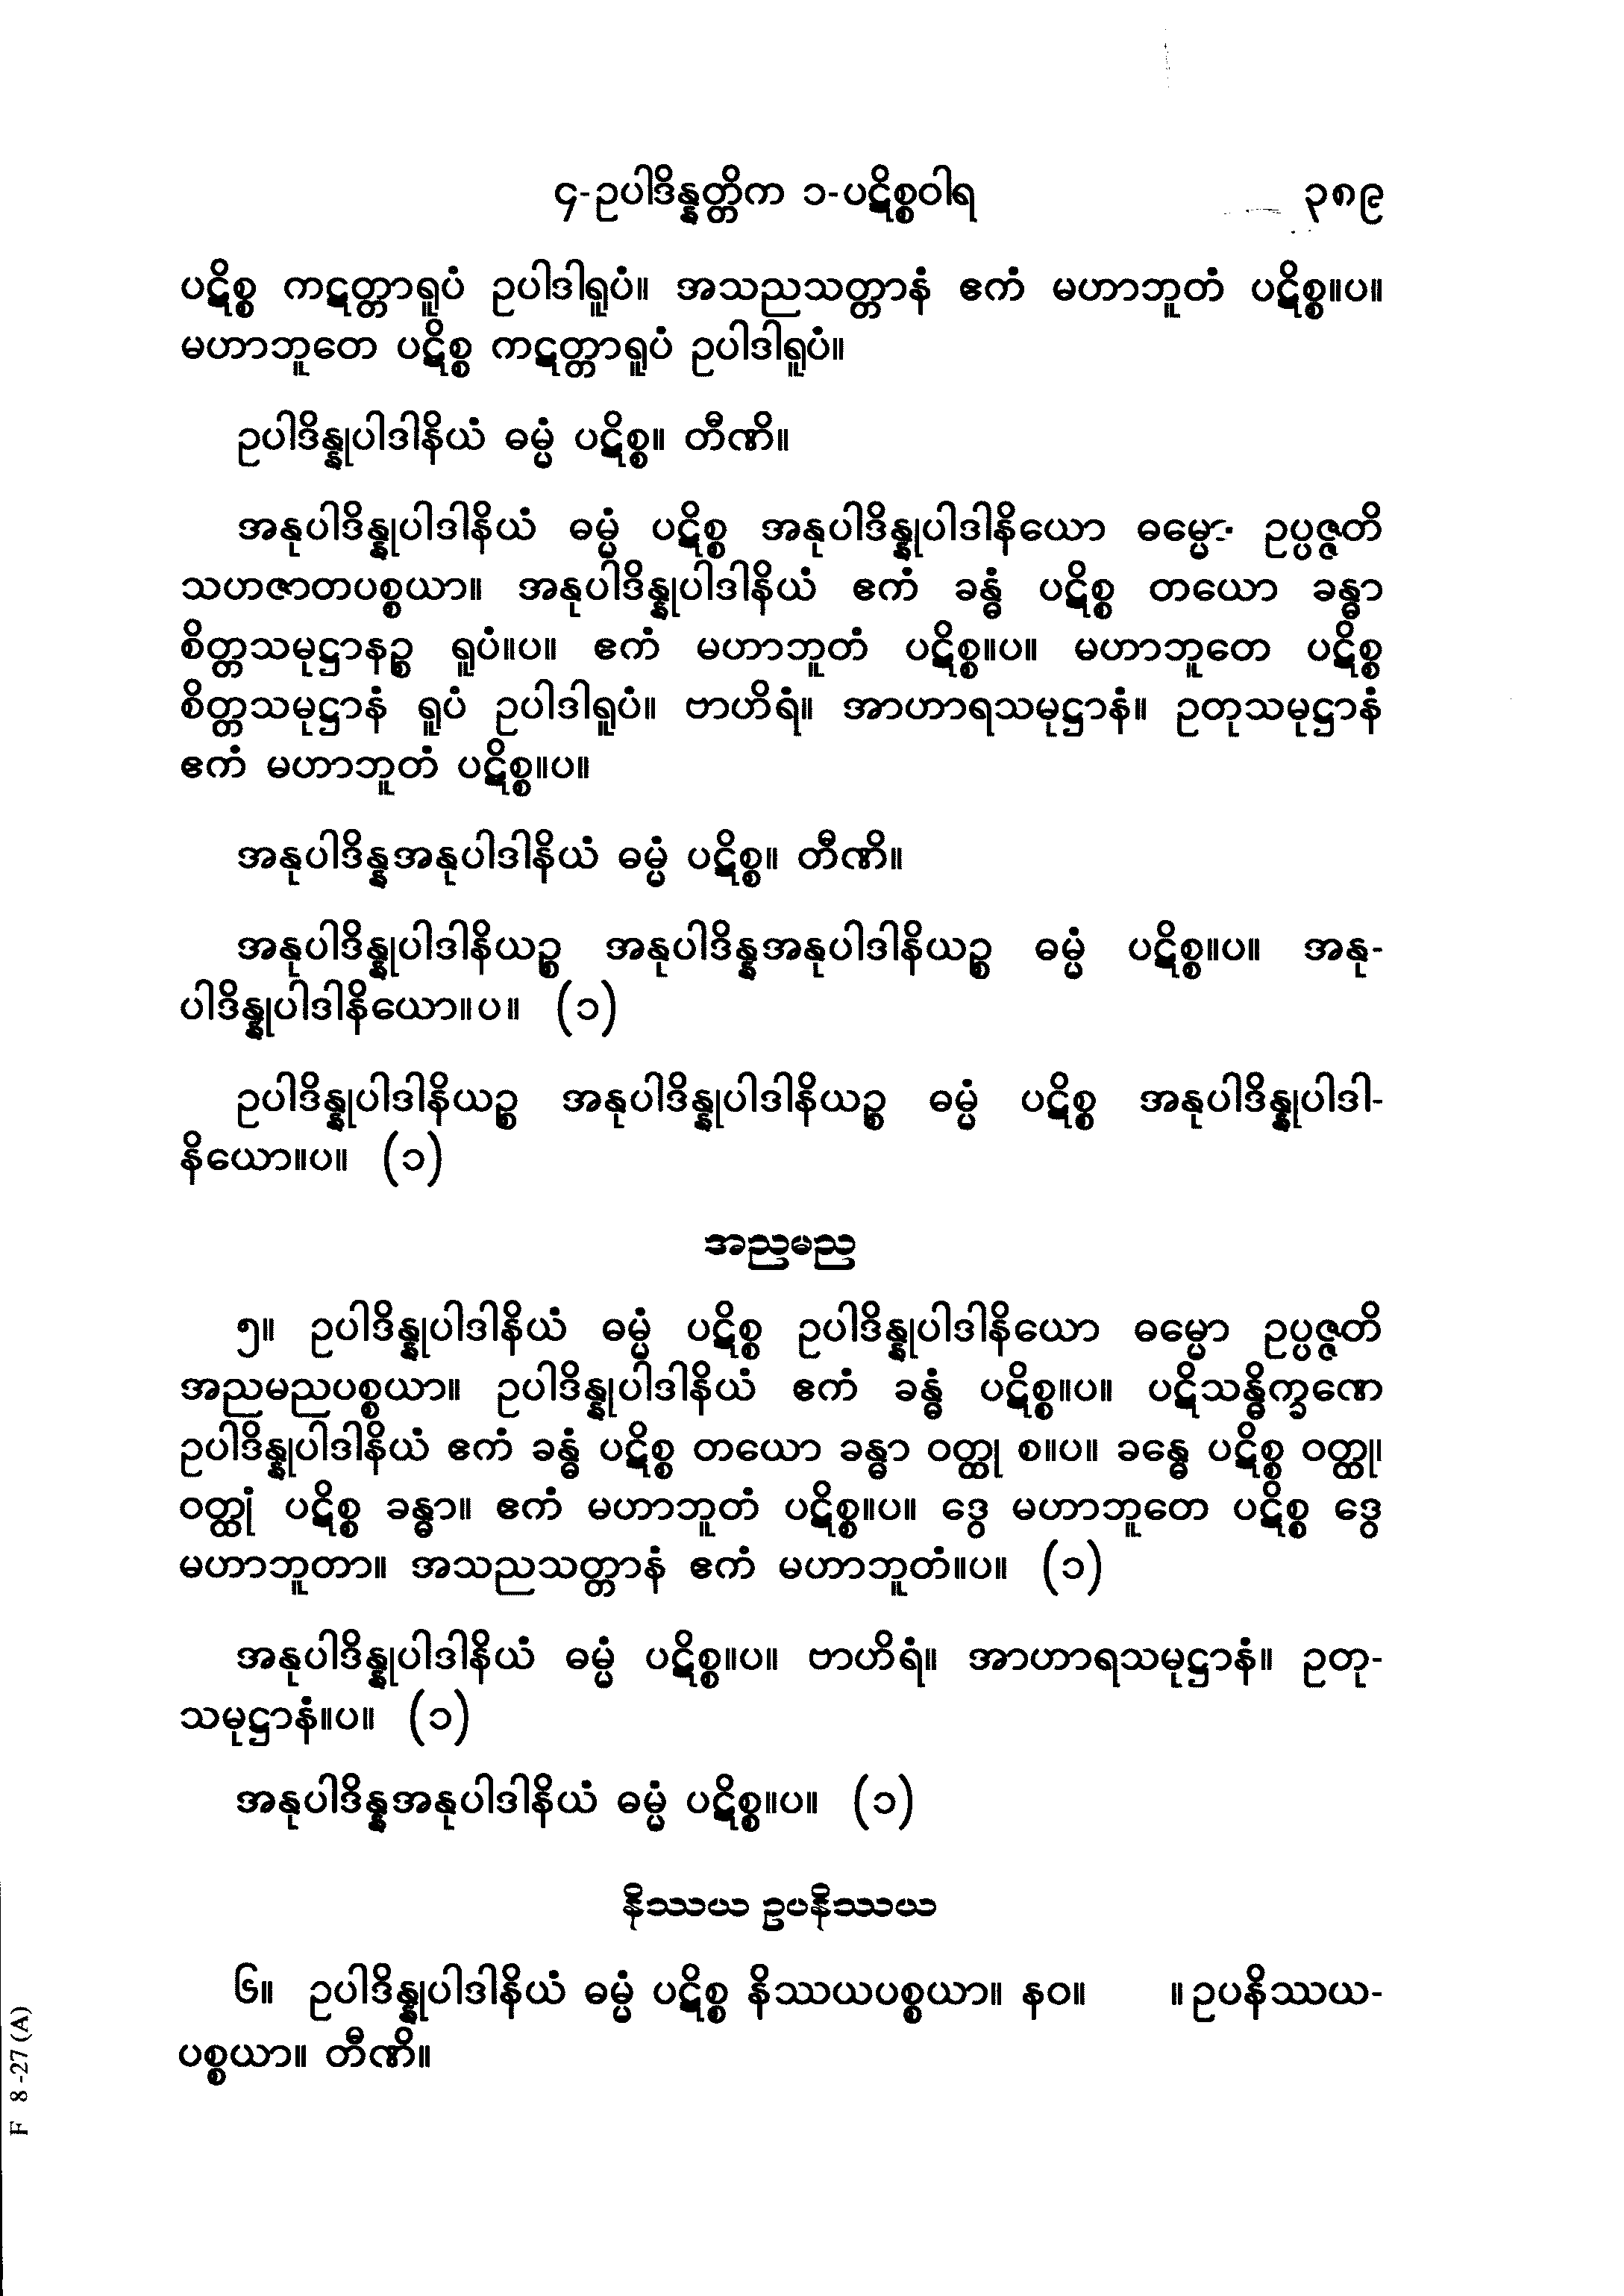 ၄-ဥပါဒိန္နတ္တိက ၁-ပဋိစ္စဝါရ ၃၈၉
ပဋိစ္စ ကဋတ္တာရူပံ ဥပါဒါရူပံ။ အသညသတ္တာနံ ဧကံ မဟာဘူတံ ပဋိစ္စ။ပ။
မဟာဘူတေ ပဋိစ္စ ကဋတ္တာရူပံ ဥပါဒါရူပံ။
ဥပါဒိန္နုပါဒါနိယံ ဓမ္မံ ပဋိစ္စ။ တီဏိ။
အနုပါဒိန္နုပါဒါနိယံ ဓမ္မံ ပဋိစ္စ အနုပါဒိန္နုပါဒါနိယော ဓမ္မော ဥပ္ပဇ္ဇတိ
သဟဇာတပစ္စယာ။ အနုပါဒိန္နုပါဒါနိယံ ဧကံ ခန္ဓံ ပဋိစ္စ တယော ခန္ဓာ
စိတ္တသမုဋ္ဌာနဉ္စ ရူပံ။ပ။ ဧကံ မဟာဘူတံ ပဋိစ္စ။ပ။ မဟာဘူတေ ပဋိစ္စ
စိတ္တသမုဋ္ဌာနံ ရူပံ ဥပါဒါရူပံ။ ဗာဟိရံ။ အာဟာရသမုဋ္ဌာနံ။ ဥတုသမုဋ္ဌာနံ
ဧကံ မဟာဘူတံ ပဋိစ္စ။ပ။
အနုပါဒိန္နအနုပါဒါနိယံ ဓမ္မံ ပဋိစ္စ။ တီဏိ။
အနုပါဒိန္နုပါဒါနိယဉ္စ အနုပါဒိန္နအနုပါဒါနိယဉ္စ ဓမ္မံ ပဋိစ္စ။ပ။ အနု-
ပါဒိန္နုပါဒါနိယော။ပ။ (၁)
ဥပါဒိန္နုပါဒါနိယဉ္စ အနုပါဒိန္နုပါဒါနိယဉ္စ ဓမ္မံ ပဋိစ္စ အနုပါဒိန္နုပါဒါ-
နိယော။ပ။ (၁)
အညမည
၅။ ဥပါဒိန္နုပါဒါနိယံ ဓမ္မံ ပဋိစ္စ ဥပါဒိန္နုပါဒါနိယော ဓမ္မော ဥပ္ပဇ္ဇတိ
အညမညပစ္စယာ။ ဥပါဒိန္နုပါဒါနိယံ ဧကံ ခန္ဓံ ပဋိစ္စ။ပ။ ပဋိသန္ဓိက္ခဏေ
ဥပါဒိန္နုပါဒါနိယံ ဧကံ ခန္ဓံ ပဋိစ္စ တယော ခန္ဓာ ဝတ္ထု စ။ပ။ ခန္ဓေ ပဋိစ္စ ဝတ္ထု၊
ဝတ္ထုံ ပဋိစ္စ ခန္ဓာ။ ဧကံ မဟာဘူတံ ပဋိစ္စ။ပ။ ဒွေ မဟာဘူတေ ပဋိစ္စ ဒွေ
မဟာဘူတာ။ အသညသတ္တာနံ ဧကံ မဟာဘူတံ။ပ။ (၁)
အနုပါဒိန္နုပါဒါနိယံ ဓမ္မံ ပဋိစ္စ။ပ။ ဗာဟိရံ။ အာဟာရသမုဋ္ဌာနံ။ ဥတု-
သမုဋ္ဌာနံ။ပ။ (၁)
အနုပါဒိန္နအနုပါဒါနိယံ ဓမ္မံ ပဋိစ္စ။ပ။ (၁)
နိဿယ ဥပနိဿယ
၆။ ဥပါဒိန္နုပါဒါနိယံ ဓမ္မံ ပဋိစ္စ နိဿယပစ္စယာ။ နဝ။ ။ဥပနိဿယ-
ပစ္စယာ။ တီဏိ။
F 8-27(A)